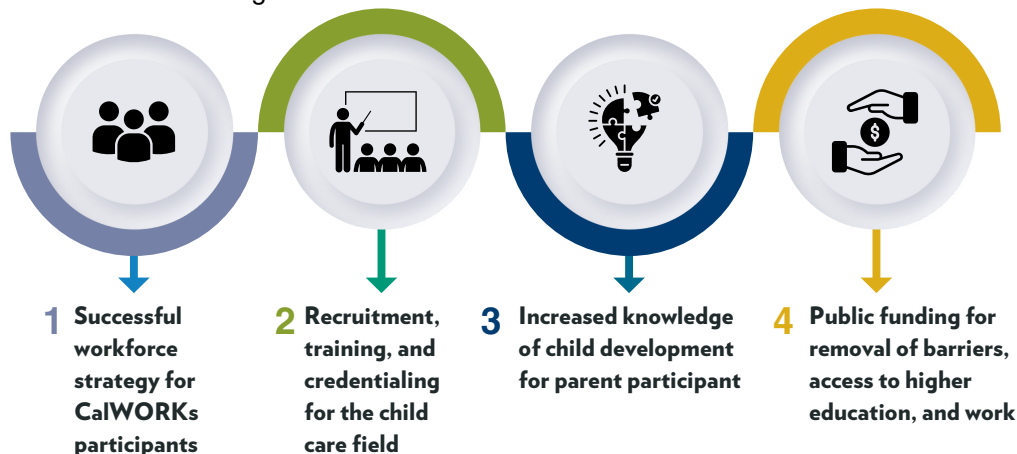 1 Successful
workforce
strategy for
CalWORKs
participants
2 Recruitment,
training, and
credentialing
for the child
care field
3 Increased knowledge
of child development
for parent participant
4 Public funding for
removal of barriers,
access to higher
education, and work
$